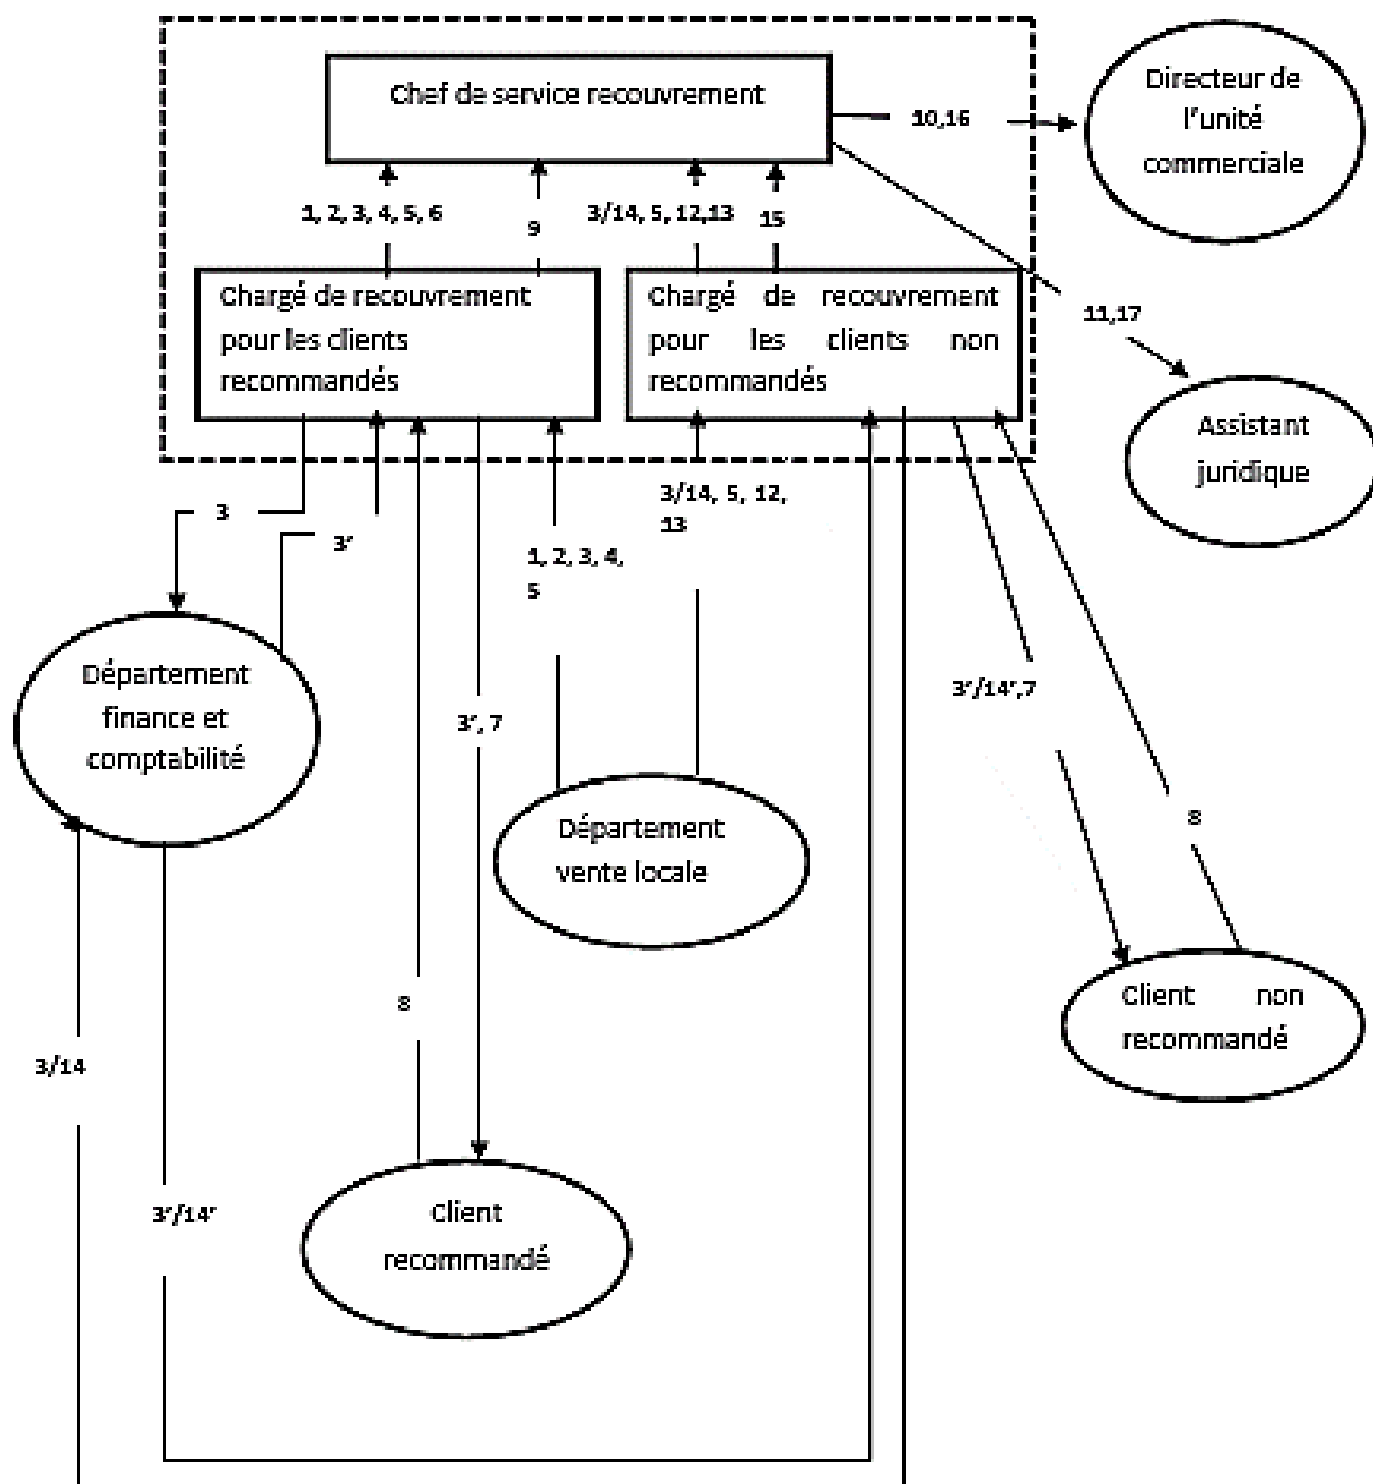 Chef de service recouvrement
Directeur de
l'unité
commerciale
10,16
1, 2, 3, 4, 5, 6
9
3/14, 5, 12,13
15
Chargé de recouvrement
pour les clients
recommandés
Chargé de recouvrement
pour les clients non
recommandés
11,17
Assistant
juridique
3
3'
1, 2, 3, 4,
5
3/14, 5, 12,
13
Département
finance et
comptabilité
3', 7
3'/14',7
8
Département
vente locale
8
Client non
recommandé
3/14
3'/14'
Client
recommandé